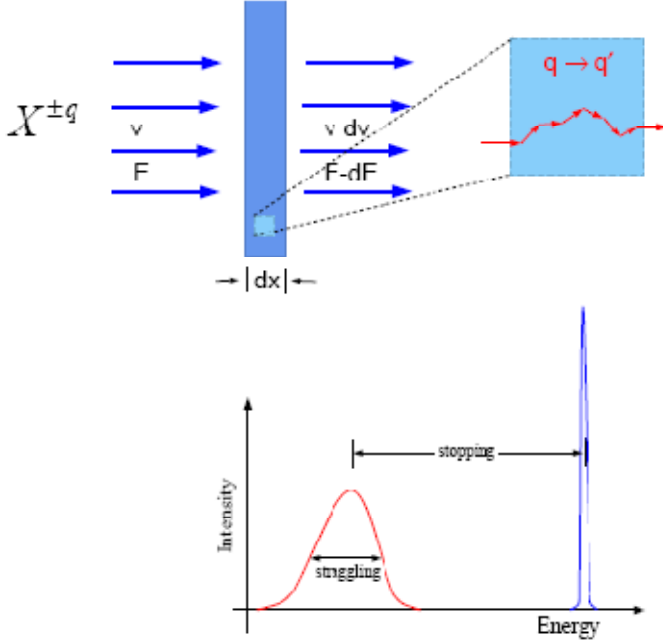 q → q′
X^{±q}
v
v dv
F
F-dF
dx
stopping
Intensity
straggling
Energy